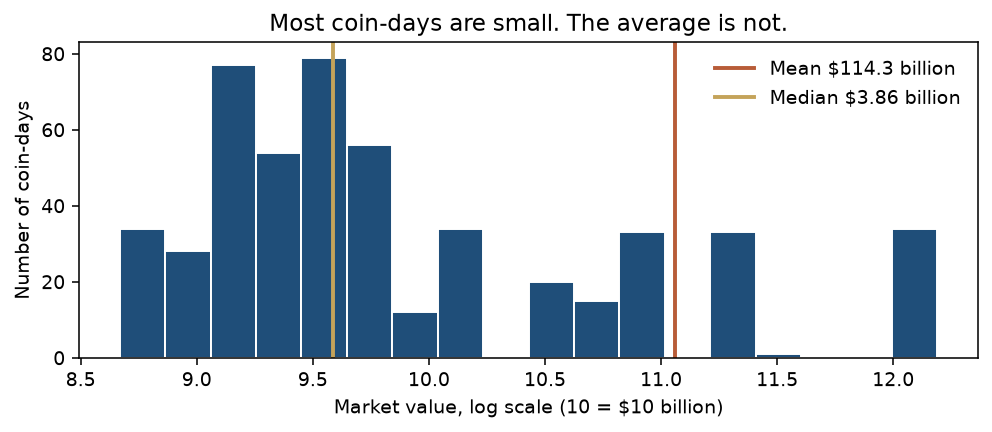 Most coin-days are small. The average is not.
Mean $114.3 billion
Median $3.86 billion
Number of coin-days
80
60
40
20
0
8.5 9.0 9.5 10.0 10.5 11.0 11.5 12.0
Market value, log scale (10 = $10 billion)